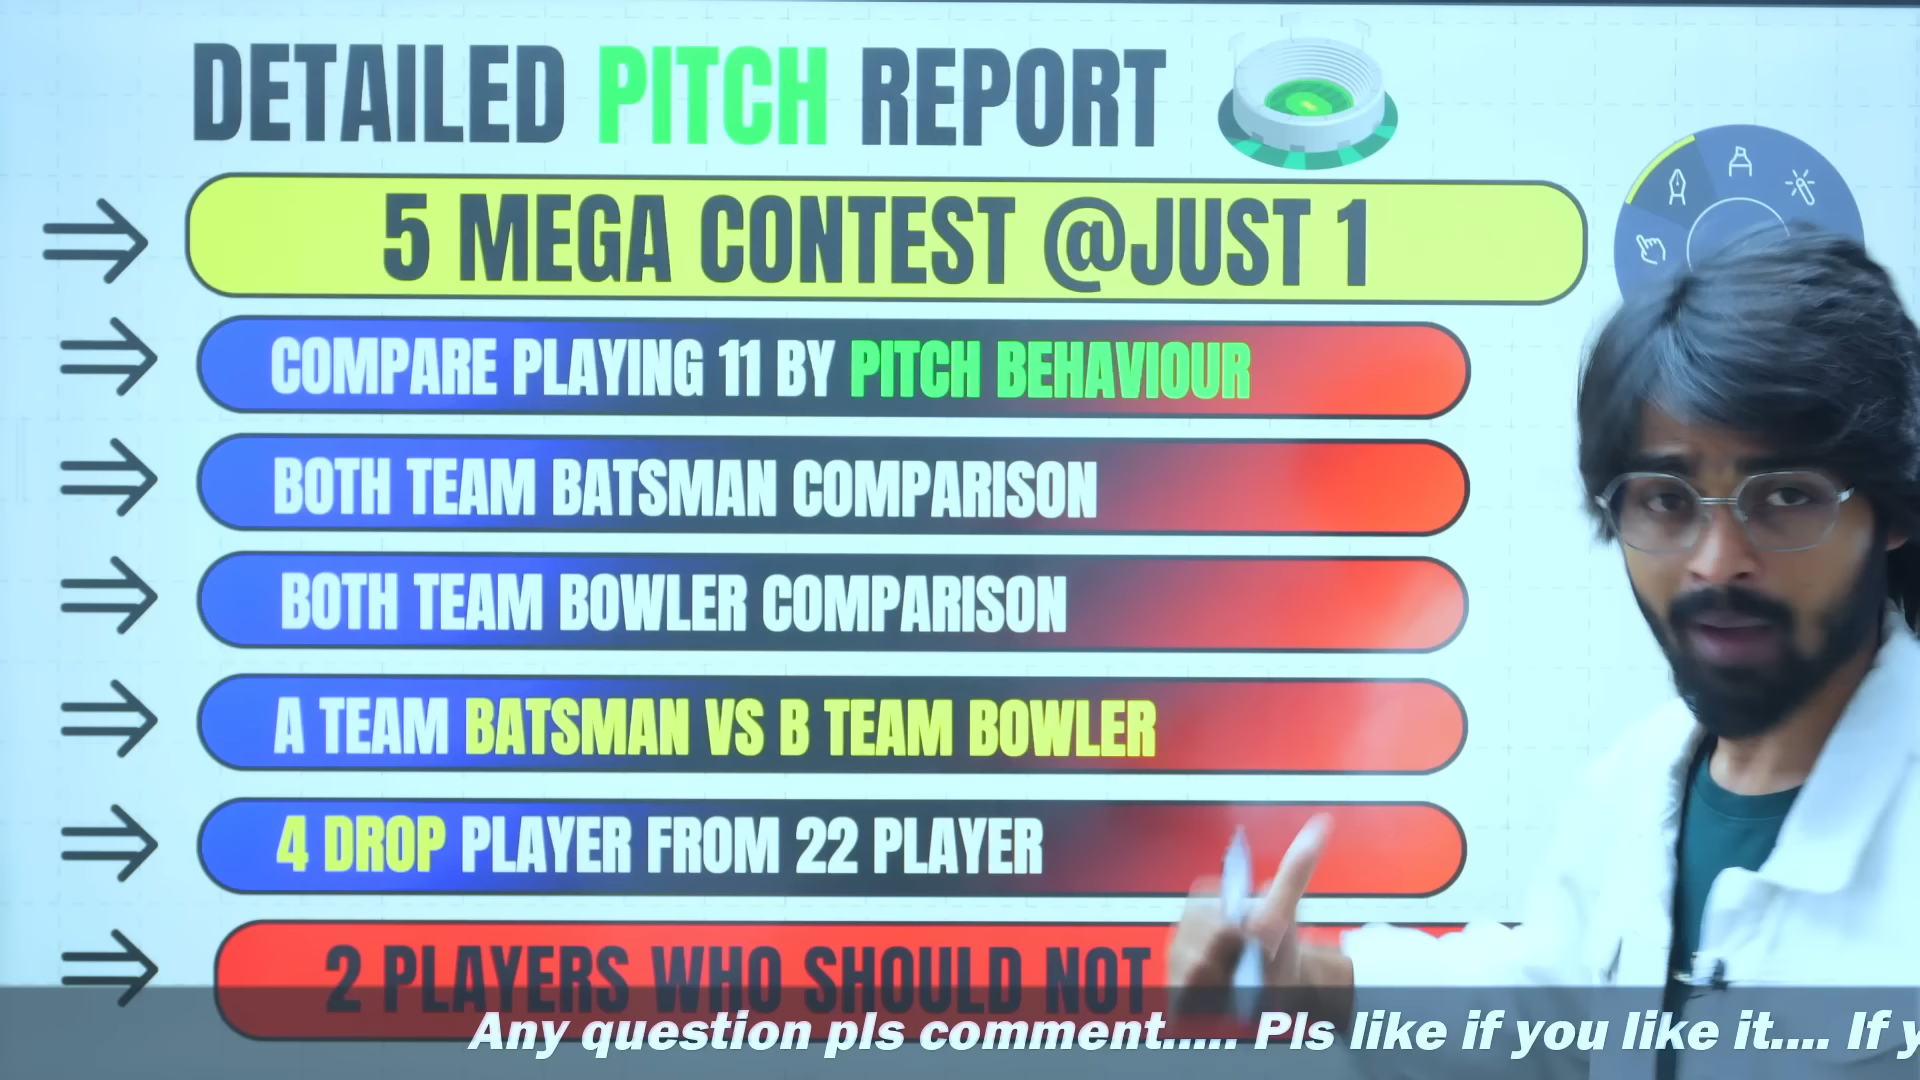 DETAILED PITCH REPORT
5 MEGA CONTEST @JUST 1
COMPARE PLAYING 11 BY PITCH BEHAVIOUR
BOTH TEAM BATSMAN COMPARISON
BOTH TEAM BOWLER COMPARISON
A TEAM BATSMAN VS B TEAM BOWLER
4 DROP PLAYER FROM 22 PLAYER
2 PLAYERS WHO SHOULD NOT
Any question pls comment..... Pls like if you like it.... If